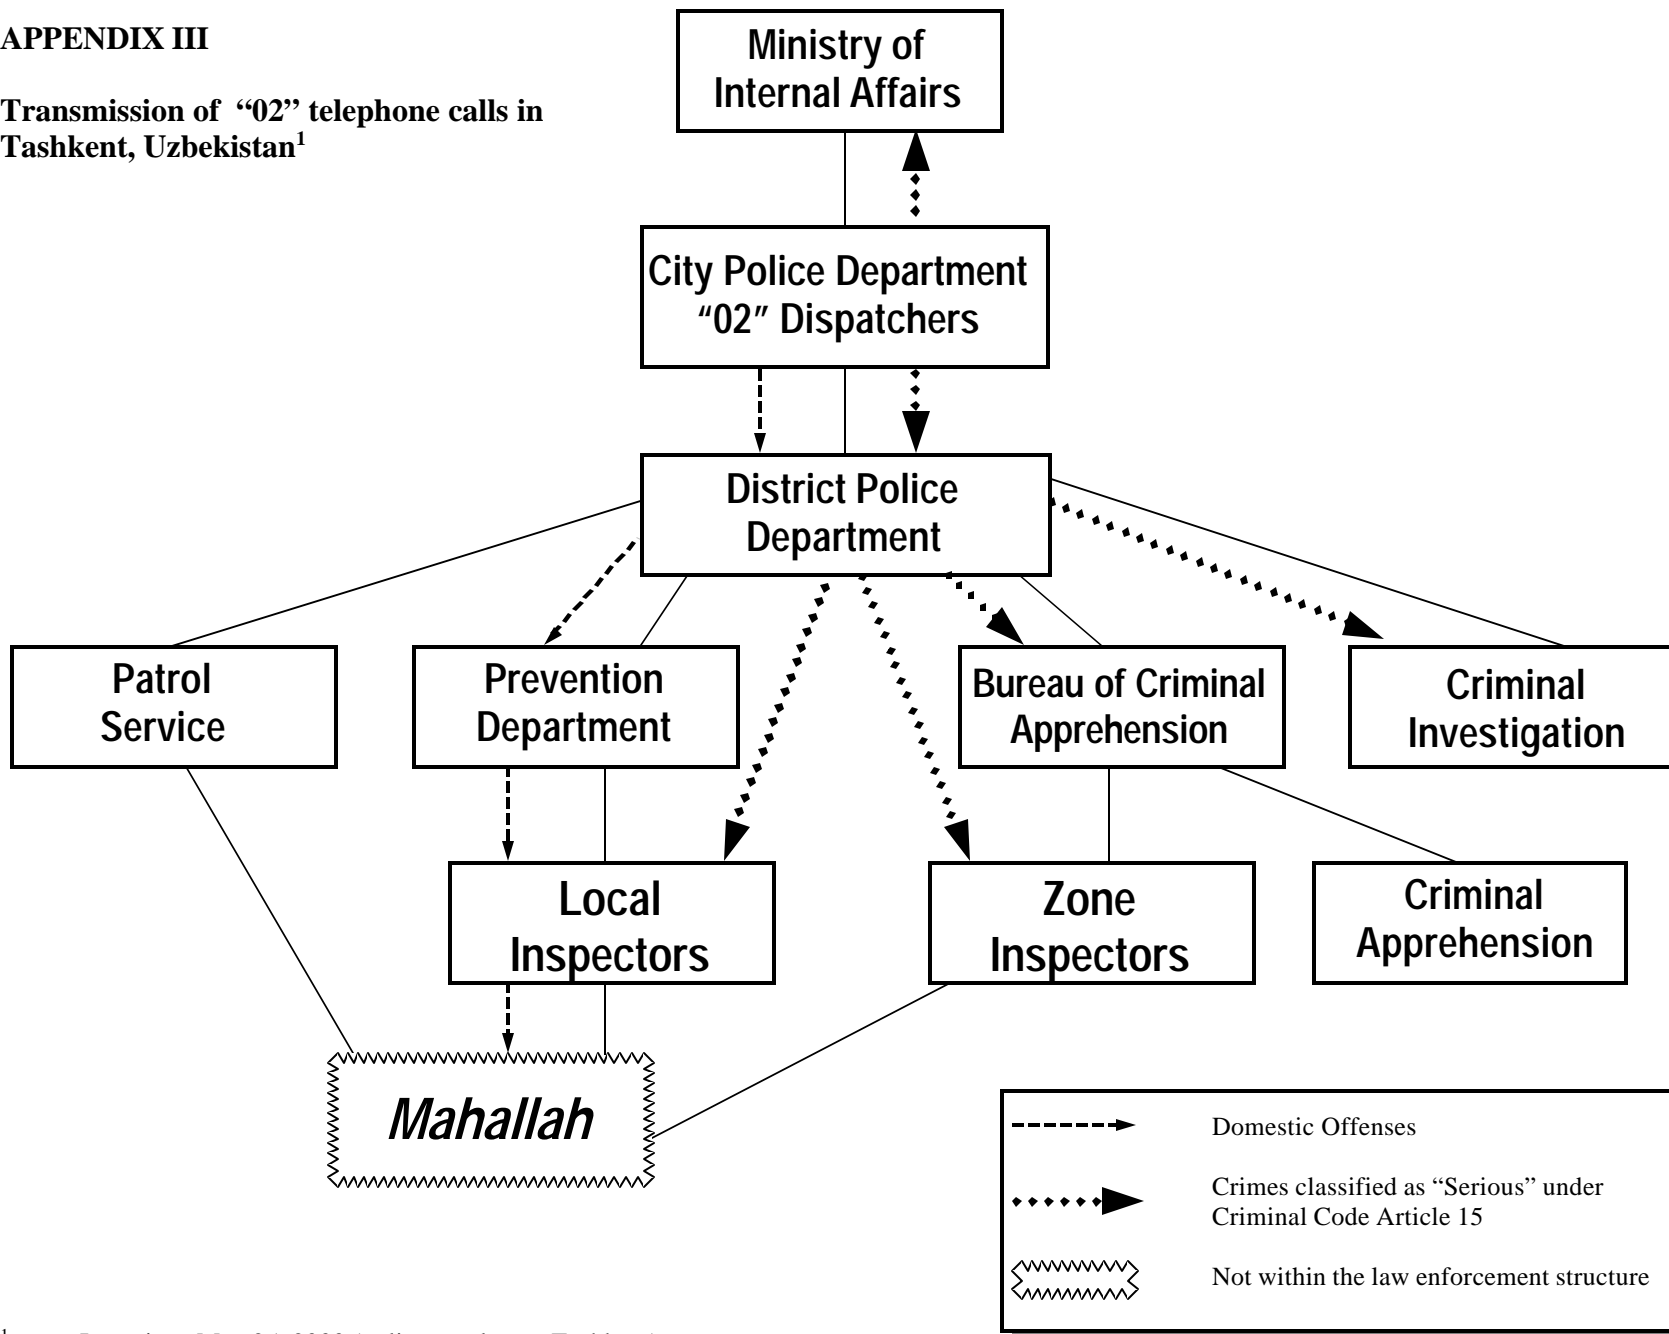 APPENDIX III
Transmission of “02” telephone calls in
Tashkent, Uzbekistan1
Ministry of
Internal Affairs
City Police Department
“02” Dispatchers
District Police
Department
Patrol
Service
Prevention
Department
Bureau of Criminal
Apprehension
Criminal
Investigation
Local
Inspectors
Zone
Inspectors
Criminal
Apprehension
Mahallah
Domestic Offenses
Crimes classified as “Serious” under
Criminal Code Article 15
Not within the law enforcement structure
1